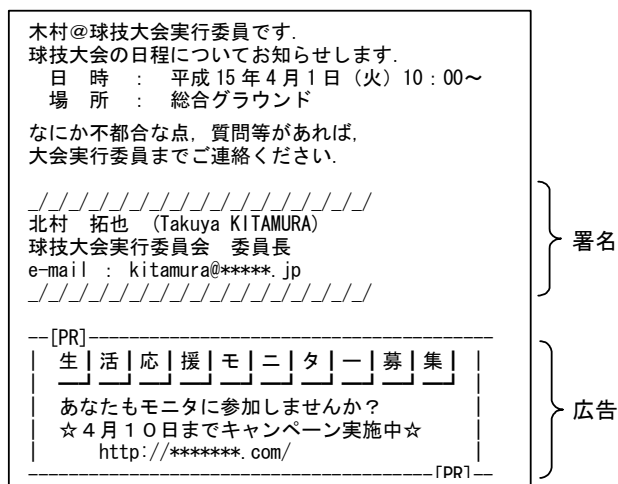 木村@球技大会実行委員です.
球技大会の日程についてお知らせします.
日 時 : 平成15年4月1日(火)10:00～
場 所 : 総合グラウンド
なにか不都合な点, 質問等があれば,
大会実行委員までご連絡ください.
_/_/_/_/_/_/_/_/_/_/_/_/_/_/_/_/_/_/_/_/
北村 拓也 (Takuya KITAMURA)
球技大会実行委員会 委員長
e-mail : kitamura@*****.jp
_/_/_/_/_/_/_/_/_/_/_/_/_/_/_/_/_/_/_/_/
署名
--[PR]------------------------------------------------
| 生┃活┃応┃援┃モ┃ニ┃タ┃ー┃募┃集┃ |
| ━┛━┛━┛━┛━┛━┛━┛━┛━┛━┛ |
| あなたもモニタに参加しませんか? |
| ☆4月10日までキャンペーン実施中☆ |
| http://*******.com/ |
------------------------------------------------[PR]--
広告